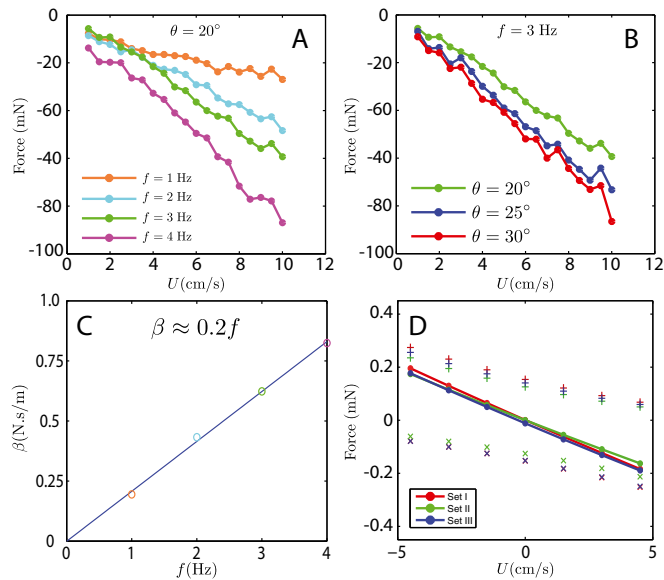 θ = 20°
A
0
-20
-40
-60
-80
-100
Force (mN)
f = 1 Hz
f = 2 Hz
f = 3 Hz
f = 4 Hz
0 2 4 6 8 10 12
U(cm/s)
f = 3 Hz
B
0
-20
-40
-60
-80
-100
Force (mN)
θ = 20°
θ = 25°
θ = 30°
0 2 4 6 8 10 12
U(cm/s)
C
β ≈ 0.2f
1.0
0.75
0.5
0.25
0
β(N.s/m)
1 2 3 4
f(Hz)
D
0.4
0.2
0
-0.2
-0.4
Force (mN)
Set I
Set II
Set III
−5 0 5
U(cm/s)